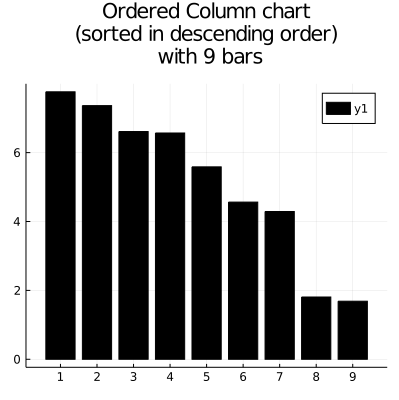 Ordered Column chart
(sorted in descending order)
with 9 bars
y1
6
4
2
0
1 2 3 4 5 6 7 8 9